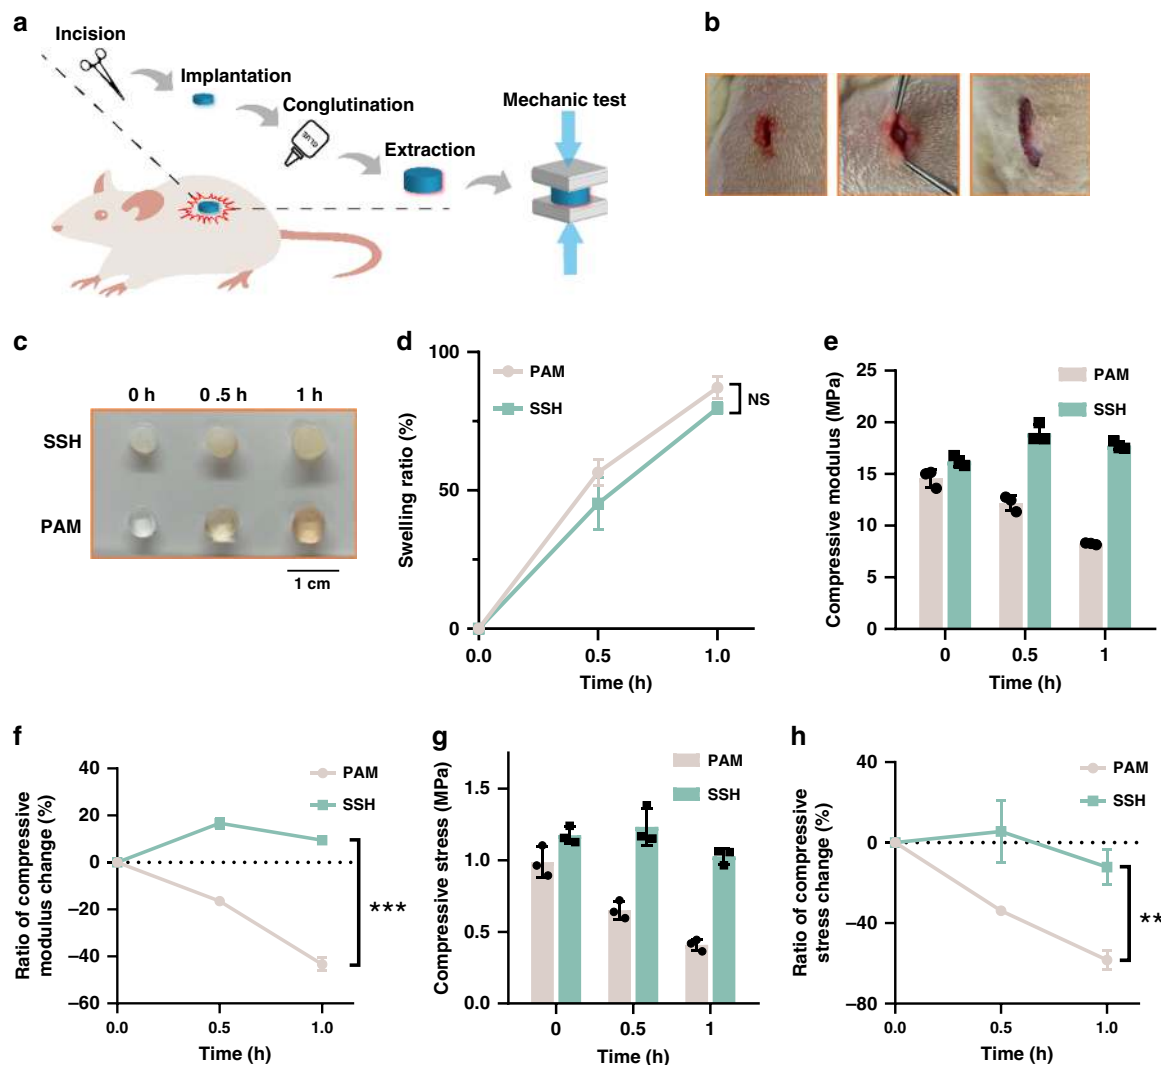 a
Incision
Implantation
Conglutination
GLUE
Extraction
Mechanic test
b
c
0 h 0 .5 h 1 h
SSH
PAM
1 cm
d
100
50
0
0.0 0.5 1.0
Swelling ratio (%)
Time (h)
PAM
SSH
NS
e
25
20
15
10
5
0
0 0.5 1
Compressive modulus (MPa)
Time (h)
PAM
SSH
f
40
20
0
−20
−40
−60
0.0 0.5 1.0
Ratio of compressive
modulus change (%)
Time (h)
PAM
SSH
***
g
1.5
1.0
0.5
0.0
0 0.5 1
Compressive stress (MPa)
Time (h)
PAM
SSH
h
40
0
−40
−80
0.0 0.5 1.0
Ratio of compressive
stress change (%)
Time (h)
PAM
SSH
**